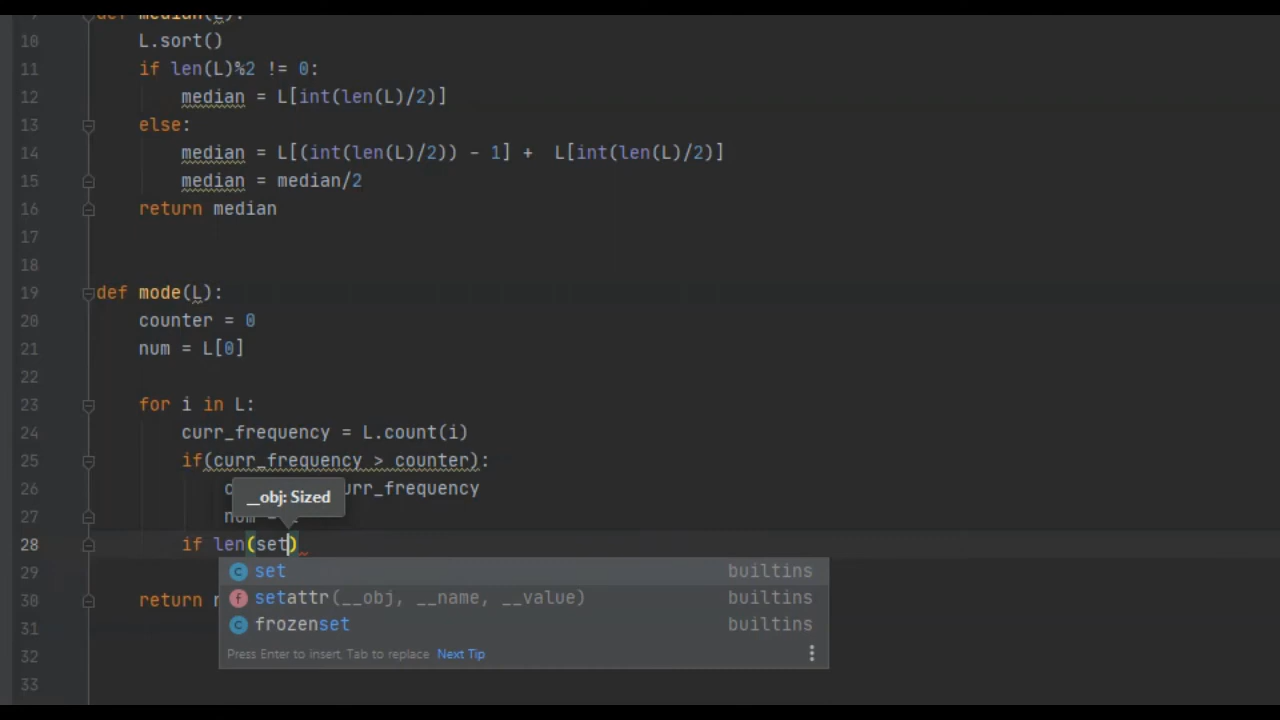 9 def median(L):
10 L.sort()
11 if len(L)%2 != 0:
12 median = L[int(len(L)/2)]
13 else:
14 median = L[(int(len(L)/2)) - 1] +  L[int(len(L)/2)]
15 median = median/2
16 return median
17
18
19 def mode(L):
20 counter = 0
21 num = L[0]
22
23 for i in L:
24 curr_frequency = L.count(i)
25 if(curr_frequency > counter):
26 curr_frequency
__obj: Sized
27 num =
28 if len(set)
29
set builtins
setattr(__obj, __name, __value) builtins
30 return
frozenset builtins
31
32
Press Enter to insert, Tab to replace Next Tip
33